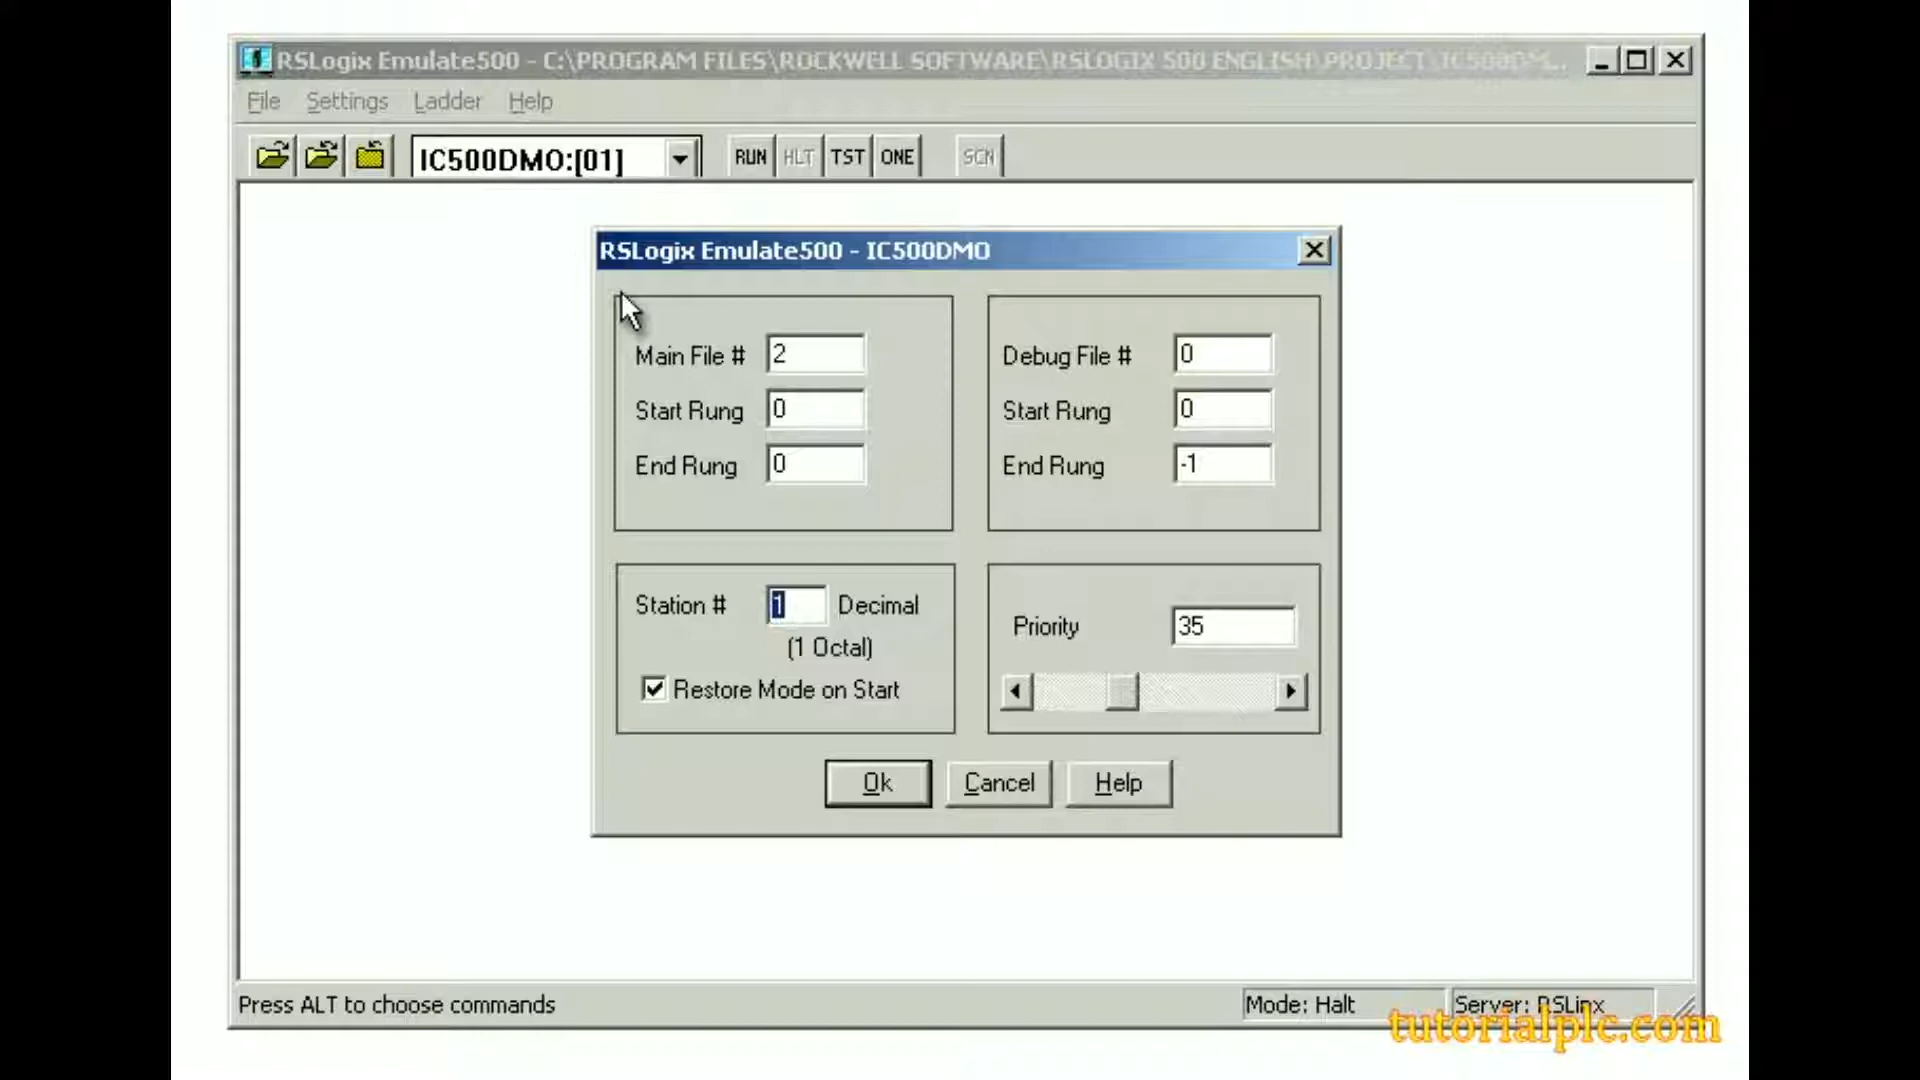 RSLogix Emulate500 - C:\PROGRAM FILES\ROCKWELL SOFTWARE\RSLOGIX 500 ENGLISH\PROJECT\IC500DM...
File Settings Ladder Help
IC500DMO:[01] RUN HLT TST ONE SCN
RSLogix Emulate500 - IC500DMO
Main File # 2
Start Rung 0
End Rung 0
Debug File # 0
Start Rung 0
End Rung -1
Station # 1 Decimal
(1 Octal)
Restore Mode on Start
Priority 35
Ok Cancel Help
Press ALT to choose commands Mode: Halt Server: RSLinx
tutorialplc.com